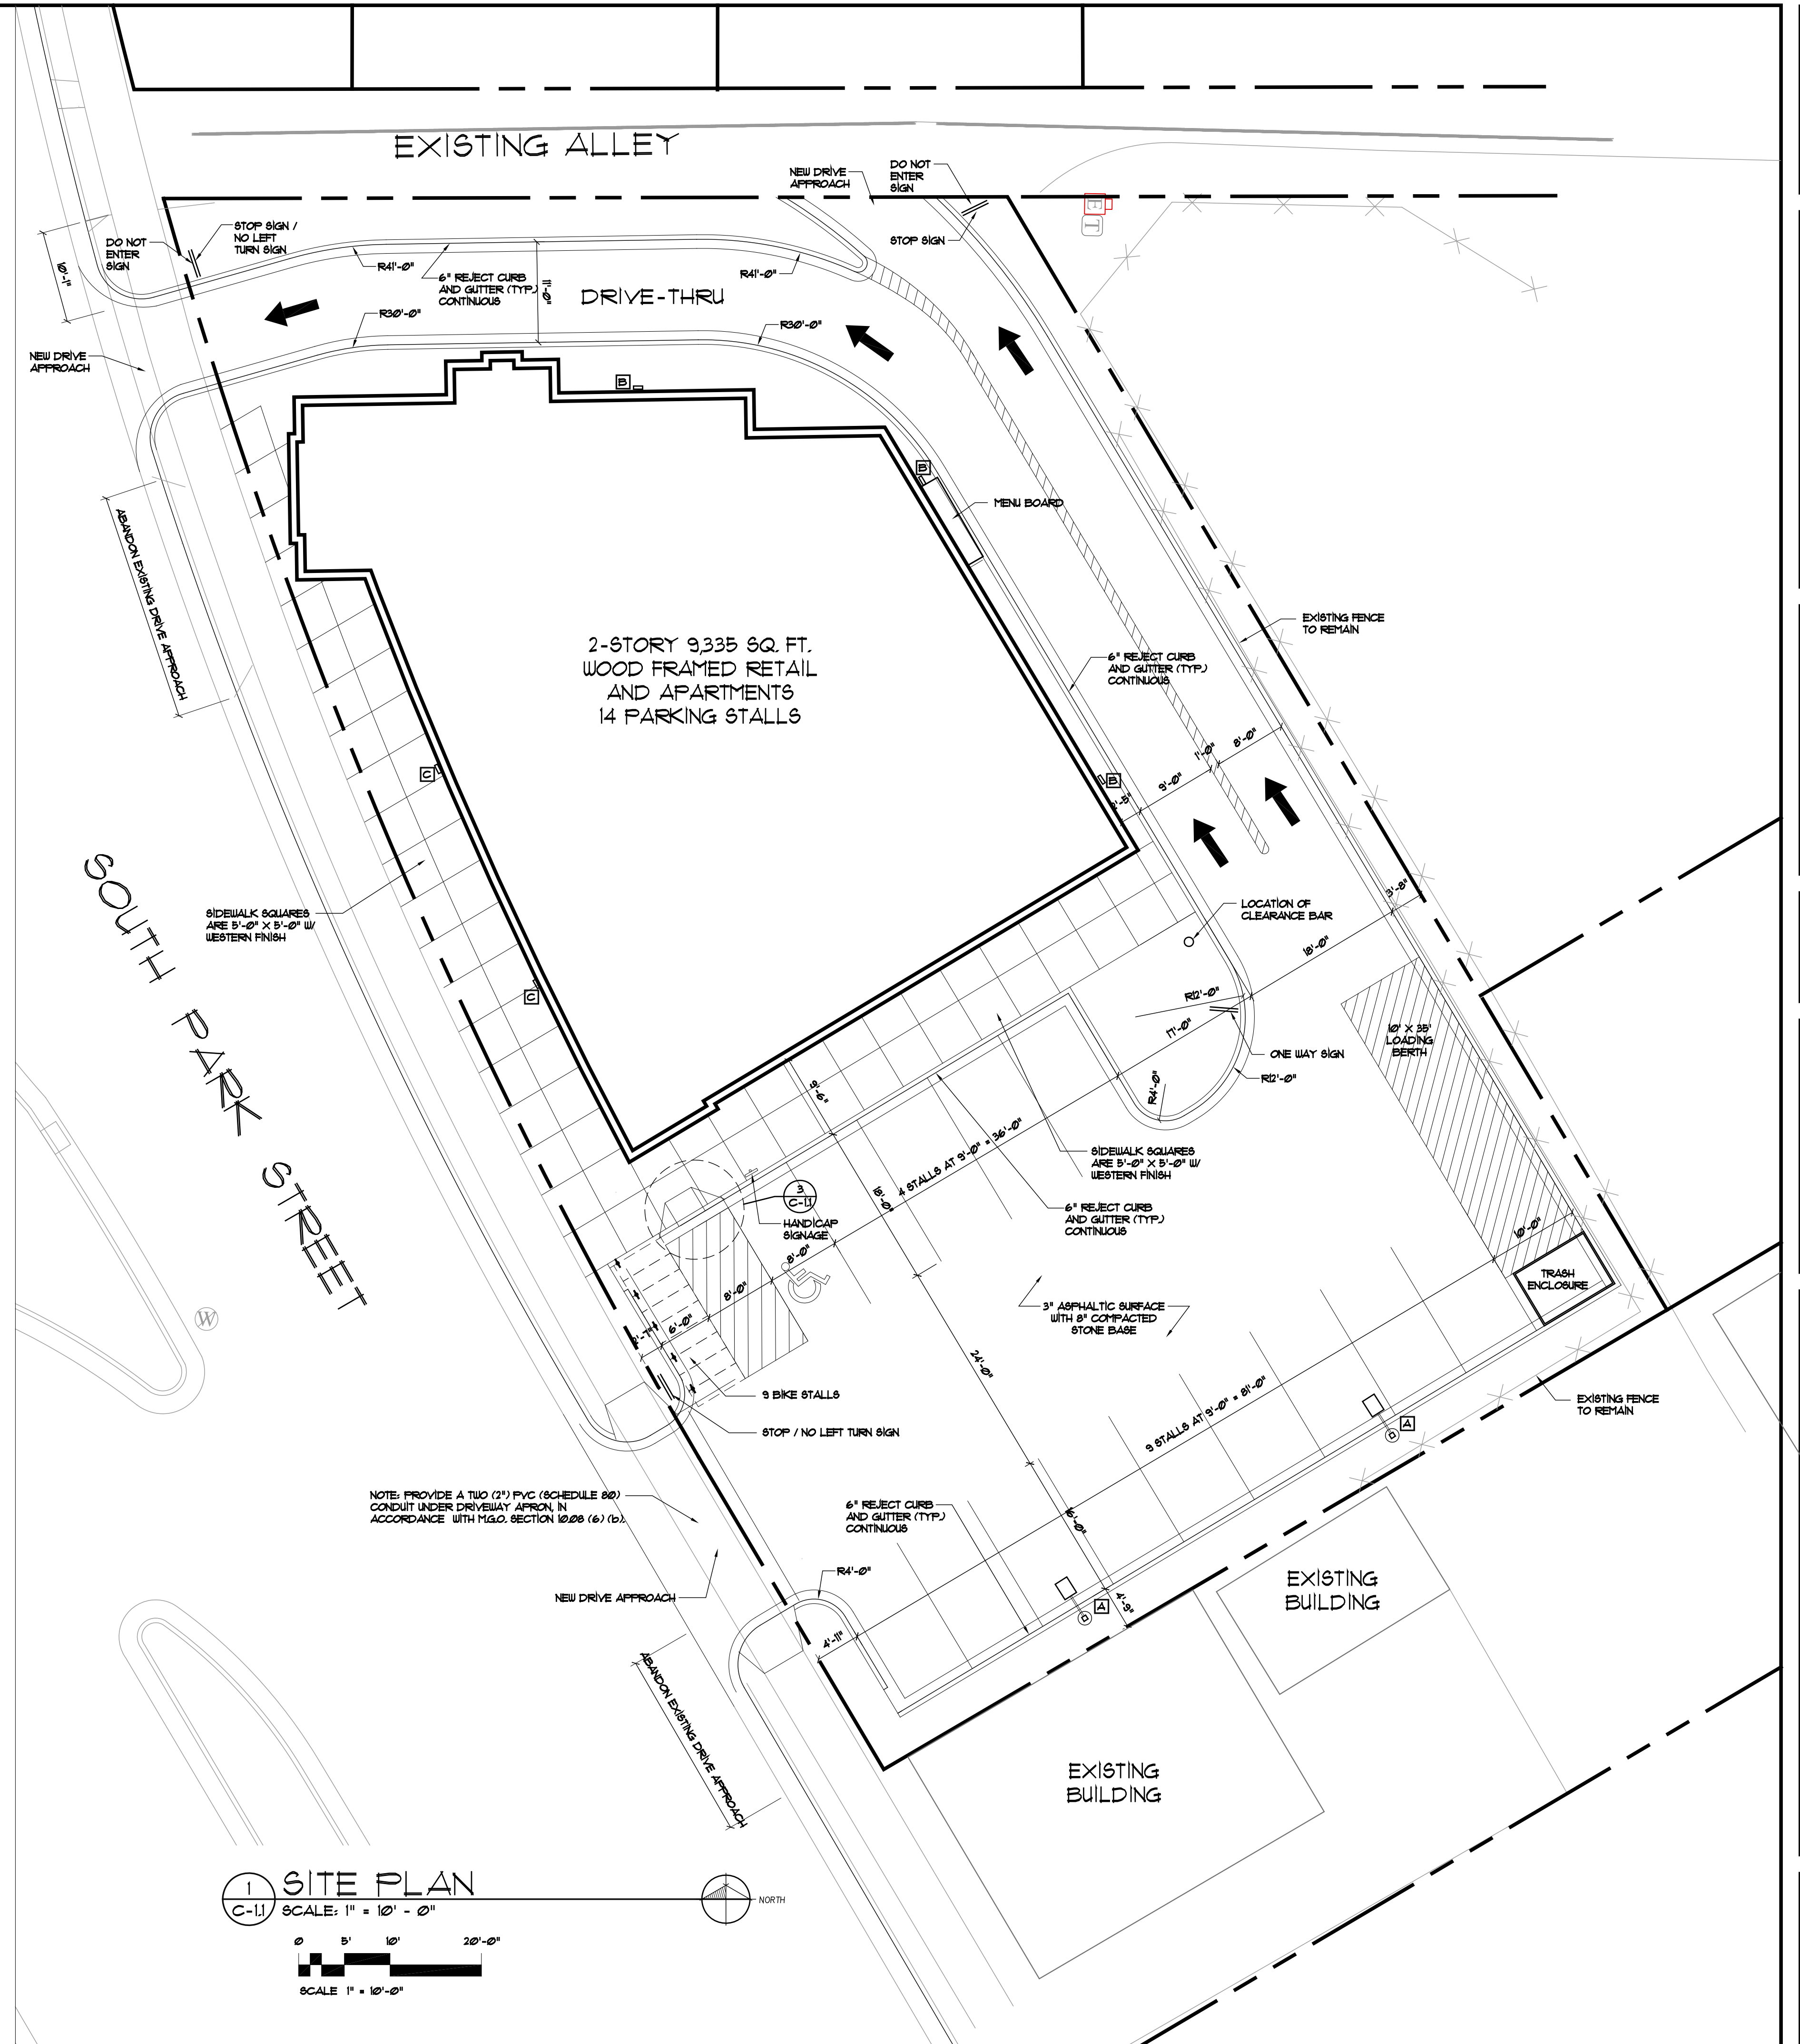 EXISTING ALLEY
NEW DRIVE
APPROACH
DO NOT
ENTER
SIGN
E
T
STOP SIGN /
NO LEFT
TURN SIGN
STOP SIGN
DO NOT
ENTER
SIGN
10'-1"
R41'-0"
6" REJECT CURB
AND GUTTER (TYP.)
CONTINUOUS
11'-0"
R41'-0"
DRIVE-THRU
R30'-0"
R30'-0"
NEW DRIVE
APPROACH
B
B
MENU BOARD
ABANDON EXISTING DRIVE APPROACH
2-STORY 9,335 SQ. FT.
WOOD FRAMED RETAIL
AND APARTMENTS
14 PARKING STALLS
EXISTING FENCE
TO REMAIN
6" REJECT CURB
AND GUTTER (TYP.)
CONTINUOUS
1'-0"
8'-0"
9'-0"
B
C
SOUTH PARK STREET
SIDEWALK SQUARES
ARE 5'-0" X 5'-0" W/
WESTERN FINISH
LOCATION OF
CLEARANCE BAR
3'-8"
18'-0"
C
R12'-0"
17'-0"
10' X 35'
LOADING
BERTH
ONE WAY SIGN
R12'-0"
R4'-0"
4 STALLS AT 9'-0" = 36'-0"
SIDEWALK SQUARES
ARE 5'-0" X 5'-0" W/
WESTERN FINISH
18'-0"
3
C-1.1
HANDICAP
SIGNAGE
6" REJECT CURB
AND GUTTER (TYP.)
CONTINUOUS
8'-0"
8'-0"
6'-0"
10'-0"
TRASH
ENCLOSURE
3" ASPHALTIC SURFACE
WITH 8" COMPACTED
STONE BASE
W
24'-0"
9 BIKE STALLS
9 STALLS AT 9'-0" = 81'-0"
EXISTING FENCE
TO REMAIN
A
STOP / NO LEFT TURN SIGN
NOTE: PROVIDE A TWO (2") PVC (SCHEDULE 80)
CONDUIT UNDER DRIVEWAY APRON, IN
ACCORDANCE WITH M.G.O. SECTION 10.08 (6) (b).
6" REJECT CURB
AND GUTTER (TYP.)
CONTINUOUS
16'-0"
R4'-0"
NEW DRIVE APPROACH
A
4'-9"
4'-11"
EXISTING
BUILDING
ABANDON EXISTING DRIVE APPROACH
EXISTING
BUILDING
1
C-1.1
SITE PLAN
SCALE: 1" = 10' - 0"
NORTH
0 5' 10' 20'-0"
SCALE 1" = 10'-0"